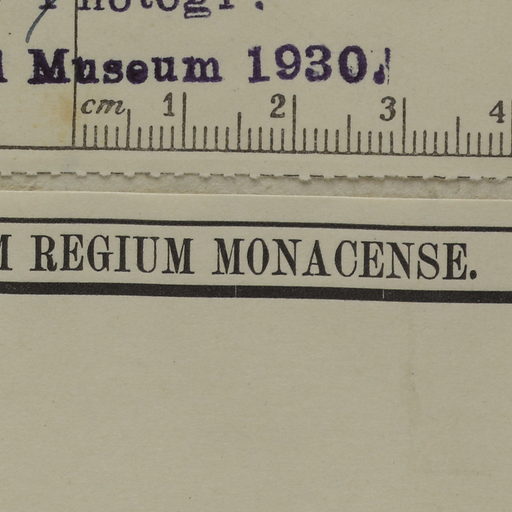 Museum 1930.
cm 1 2 3 4
REGIUM MONACENSE.